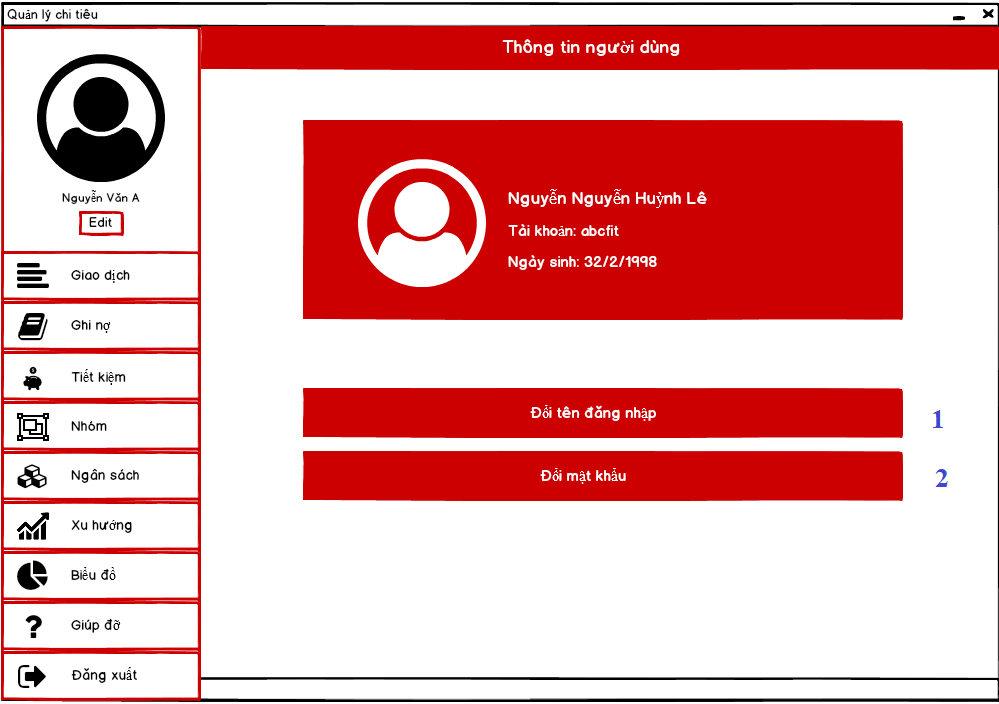 Quản lý chi tiêu
Thông tin người dùng
Nguyễn Văn A
Edit
Giao dịch
Ghi nợ
Tiết kiệm
Nhóm
Ngân sách
Xu hướng
Biểu đồ
Giúp đỡ
Đăng xuất
Nguyễn Nguyễn Huỳnh Lê
Tài khoản: abcfit
Ngày sinh: 32/2/1998
Đổi tên đăng nhập
1
Đổi mật khẩu
2